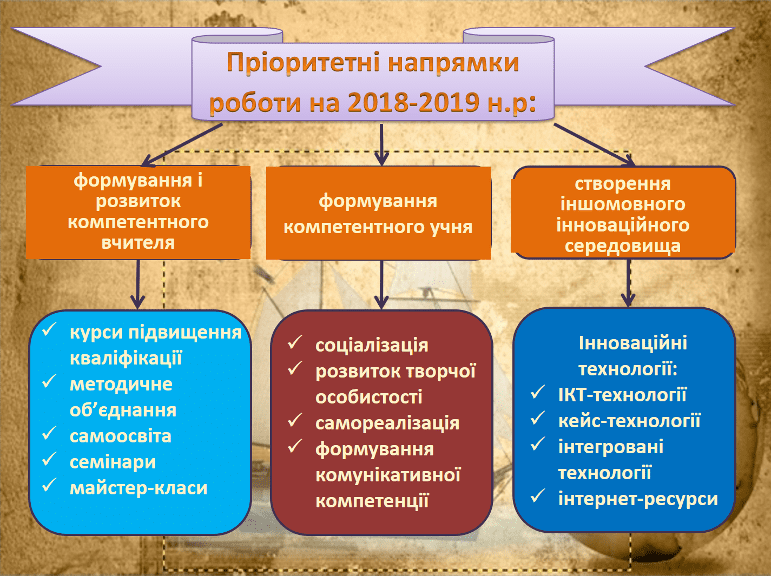 Пріоритетні напрямки
роботи на 2018-2019 н.р:
формування і
розвиток
компетентного
вчителя
формування
компетентного учня
створення
іншомовного
інноваційного
середовища
✓ курси підвищення
кваліфікації
✓ методичне
об’єднання
✓ самоосвіта
✓ семінари
✓ майстер-класи
✓ соціалізація
✓ розвиток творчої
особистості
✓ самореалізація
✓ формування
комунікативної
компетенції
Інноваційні
технології:
✓ ІКТ-технології
✓ кейс-технології
✓ інтегровані
технології
✓ інтернет-ресурси